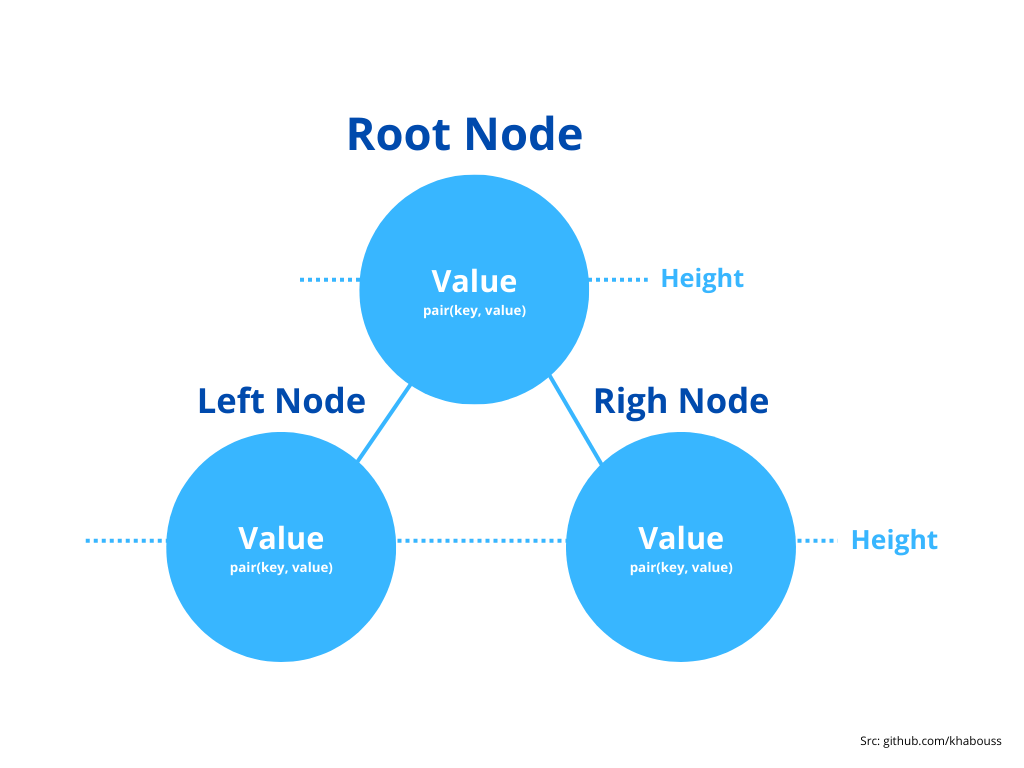 Root Node
Value
pair(key, value)
Height
Left Node
Righ Node
Value
pair(key, value)
Value
pair(key, value)
Height
Src: github.com/khabouss